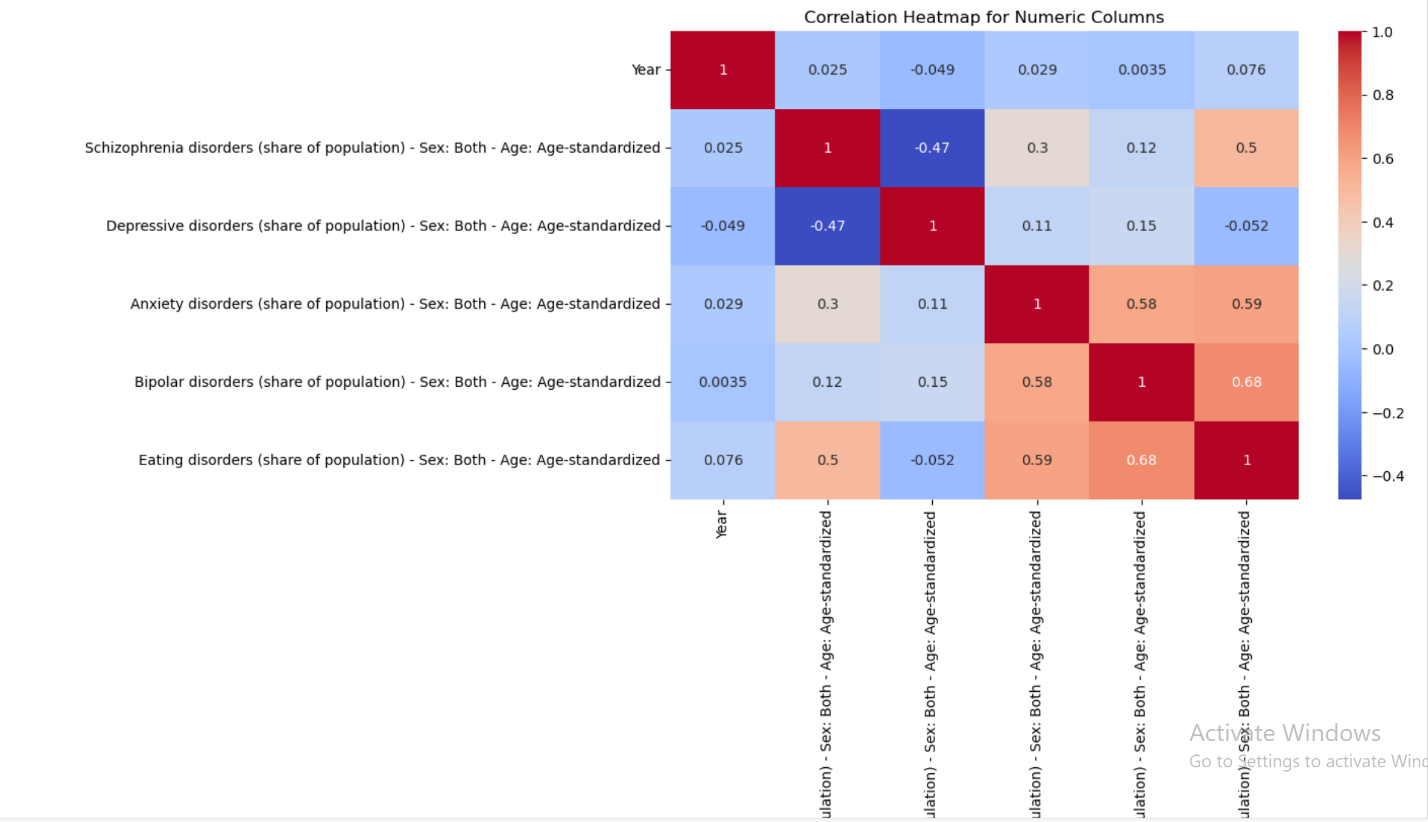 Correlation Heatmap for Numeric Columns
Year 1 0.025 -0.049 0.029 0.0035 0.076
Schizophrenia disorders (share of population) - Sex: Both - Age: Age-standardized 0.025 1 -0.47 0.3 0.12 0.5
Depressive disorders (share of population) - Sex: Both - Age: Age-standardized -0.049 -0.47 1 0.11 0.15 -0.052
Anxiety disorders (share of population) - Sex: Both - Age: Age-standardized 0.029 0.3 0.11 1 0.58 0.59
Bipolar disorders (share of population) - Sex: Both - Age: Age-standardized 0.0035 0.12 0.15 0.58 1 0.68
Eating disorders (share of population) - Sex: Both - Age: Age-standardized 0.076 0.5 -0.052 0.59 0.68 1
1.0
0.8
0.6
0.4
0.2
0.0
−0.2
−0.4
Year
ulation) - Sex: Both - Age: Age-standardized
ulation) - Sex: Both - Age: Age-standardized
ulation) - Sex: Both - Age: Age-standardized
ulation) - Sex: Both - Age: Age-standardized
ulation) - Sex: Both - Age: Age-standardized
Activate Windows
Go to Settings to activate Wind